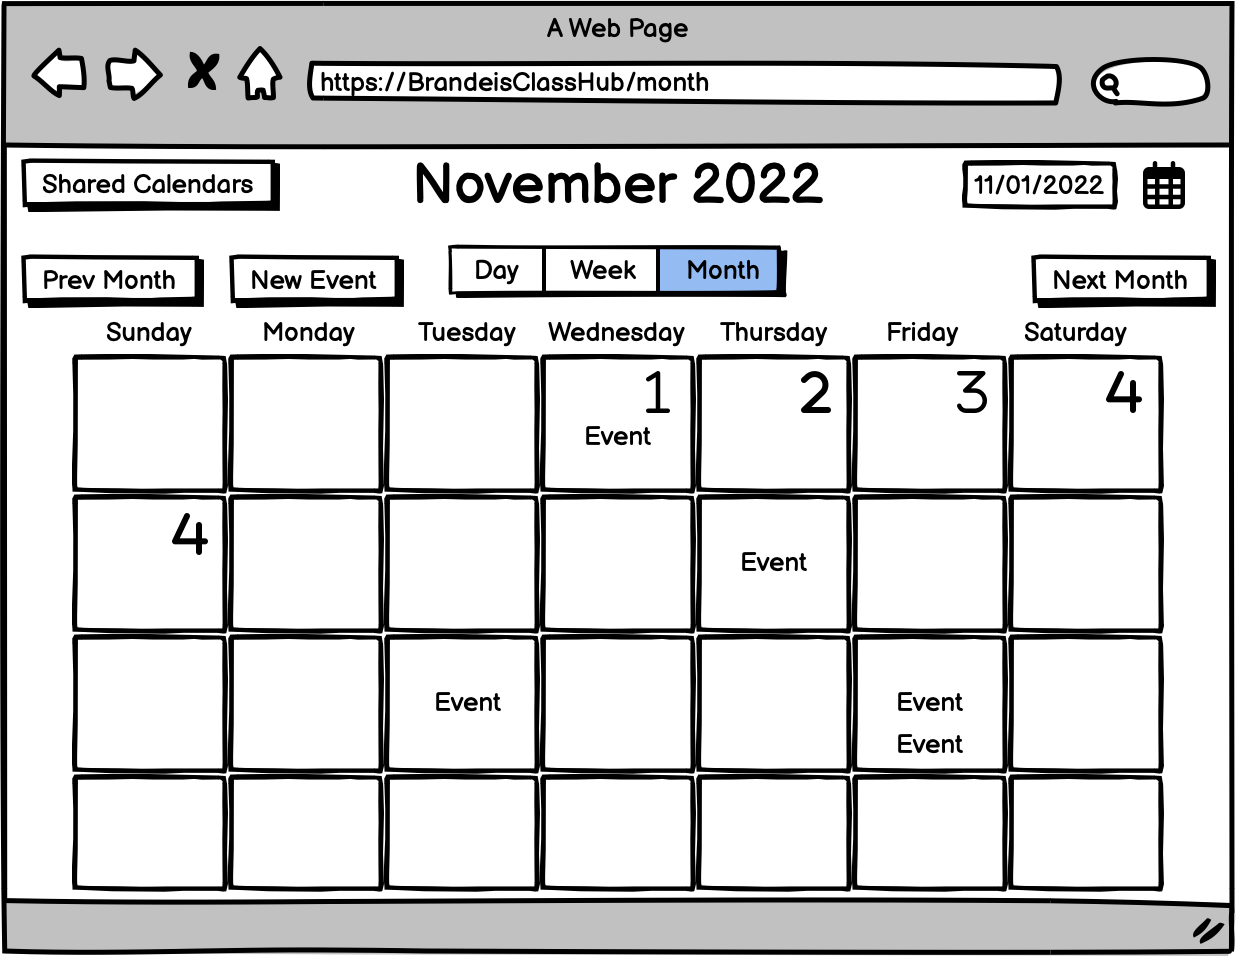 A Web Page
https://BrandeisClassHub/month
Shared Calendars
November 2022
11/01/2022
Prev Month
New Event
Day
Week
Month
Next Month
Sunday
Monday
Tuesday
Wednesday
Thursday
Friday
Saturday
1
2
3
4
Event
4
Event
Event
Event
Event